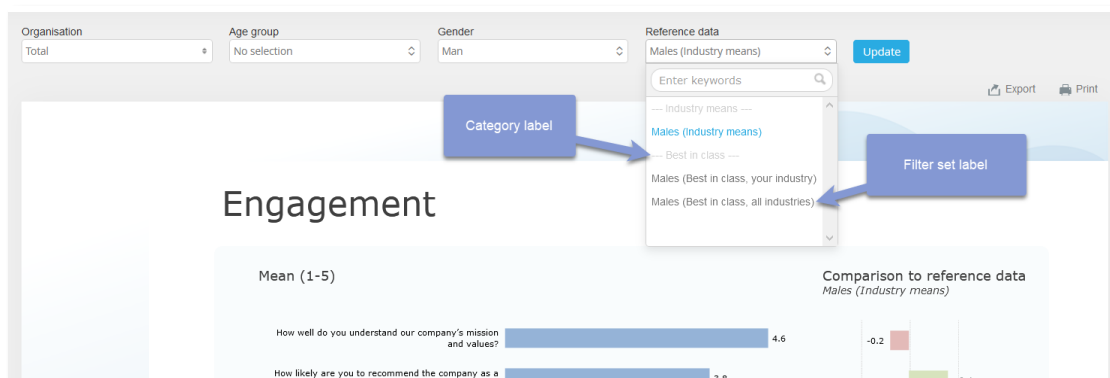 Organisation
Total
Age group
No selection
Gender
Man
Reference data
Males (Industry means)
Update
Enter keywords
Export
Print
--- Industry means ---
Males (Industry means)
--- Best in class ---
Males (Best in class, your industry)
Males (Best in class, all industries)
Category label
Filter set label
Engagement
Mean (1-5)
Comparison to reference data
Males (Industry means)
How well do you understand our company's mission
and values?
4.6
-0.2
How likely are you to recommend the company as a